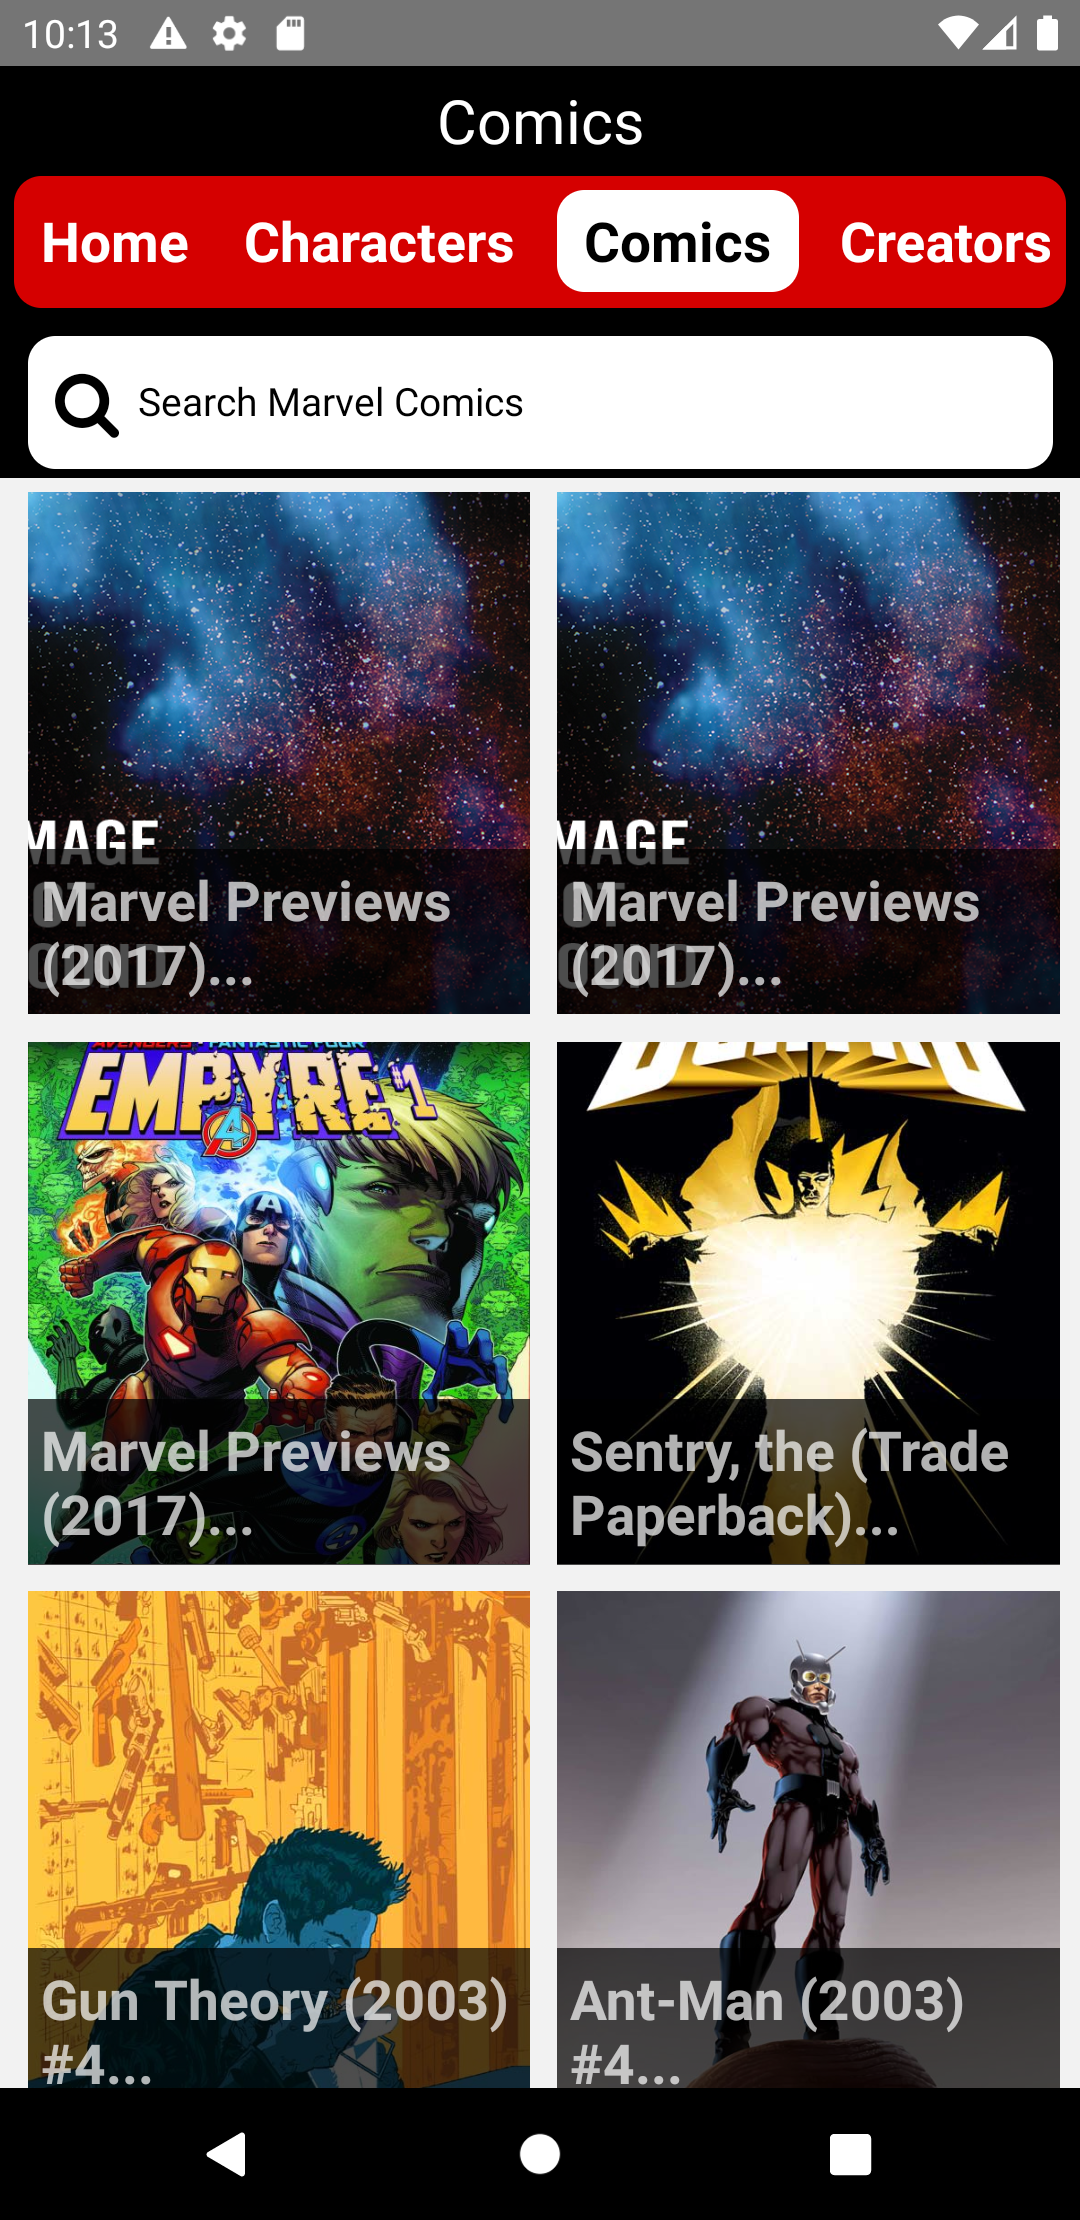 10:13
Comics
Home Characters Comics Creators
Search Marvel Comics
MAGE
MAGE
Marvel Previews
(2017)...
Marvel Previews
(2017)...
AVENGERS FANTASTIC FOUR
EMPYRE #1
A
A
Marvel Previews
(2017)...
Sentry, the (Trade
Paperback)...
Gun Theory (2003)
#4...
Ant-Man (2003)
#4...